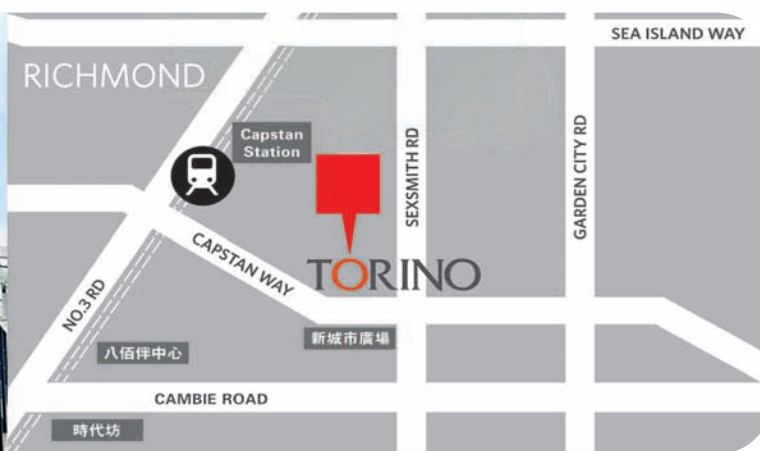 SEA ISLAND WAY
RICHMOND
Capstan
Station
SEXSMITH RD
GARDEN CITY RD
CAPSTAN WAY
TORINO
NO.3 RD
新城市廣場
八佰伴中心
CAMBIE ROAD
時代坊